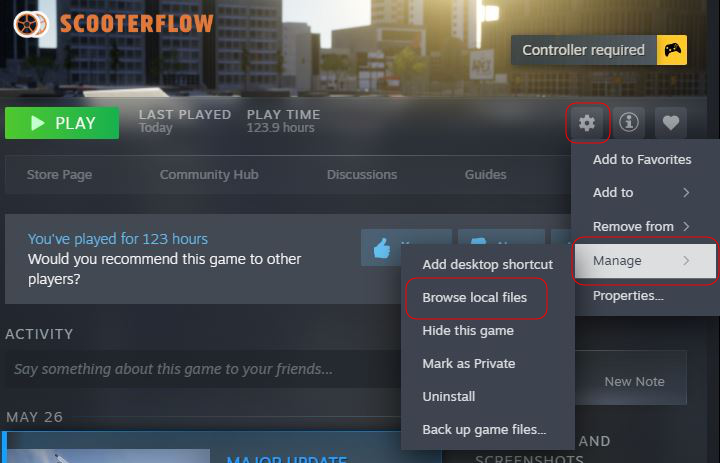 SCOOTERFLOW
Controller required
PLAY
LAST PLAYED
Today
PLAY TIME
123.9 hours
Store Page
Community Hub
Discussions
Guides
Add to Favorites
Add to
Remove from
Manage
Properties...
You've played for 123 hours
Would you recommend this game to other
players?
Add desktop shortcut
Browse local files
Hide this game
Mark as Private
Uninstall
Back up game files...
ACTIVITY
Say something about this game to your friends...
New Note
MAY 26
MAJOR UPDATE
AND
SCREENSHOTS